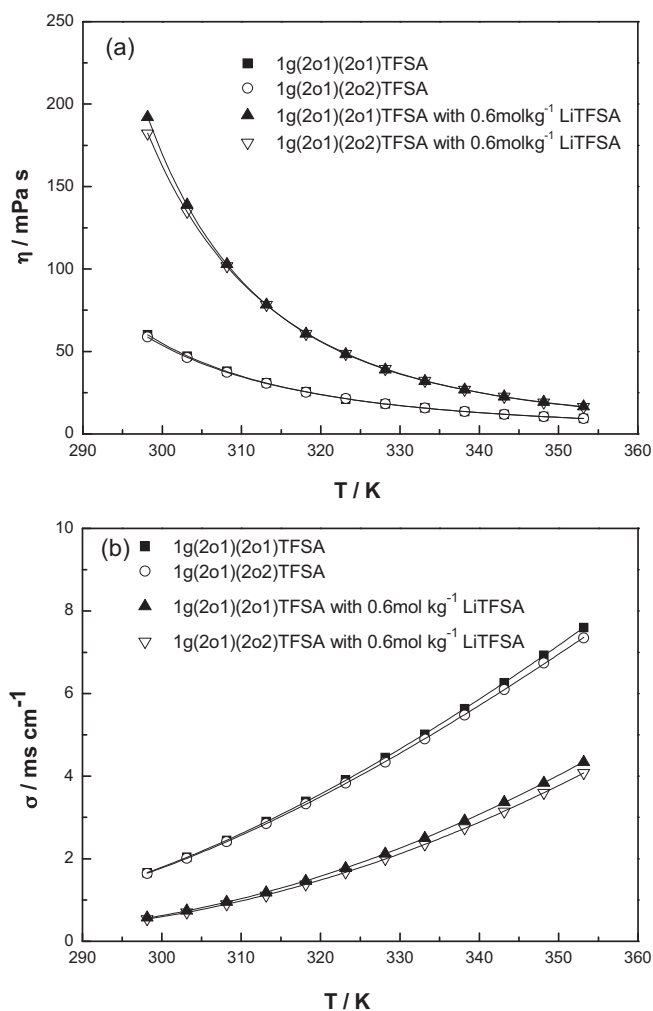 (a)
1g(2o1)(2o1)TFSA
1g(2o1)(2o2)TFSA
1g(2o1)(2o1)TFSA with 0.6molkg⁻¹ LiTFSA
1g(2o1)(2o2)TFSA with 0.6molkg⁻¹ LiTFSA
η / mPa s
250
200
150
100
50
0
290 300 310 320 330 340 350 360
T / K
(b)
1g(2o1)(2o1)TFSA
1g(2o1)(2o2)TFSA
1g(2o1)(2o1)TFSA with 0.6mol kg⁻¹ LiTFSA
1g(2o1)(2o2)TFSA with 0.6mol kg⁻¹ LiTFSA
σ / ms cm⁻¹
10
8
6
4
2
0
290 300 310 320 330 340 350 360
T / K